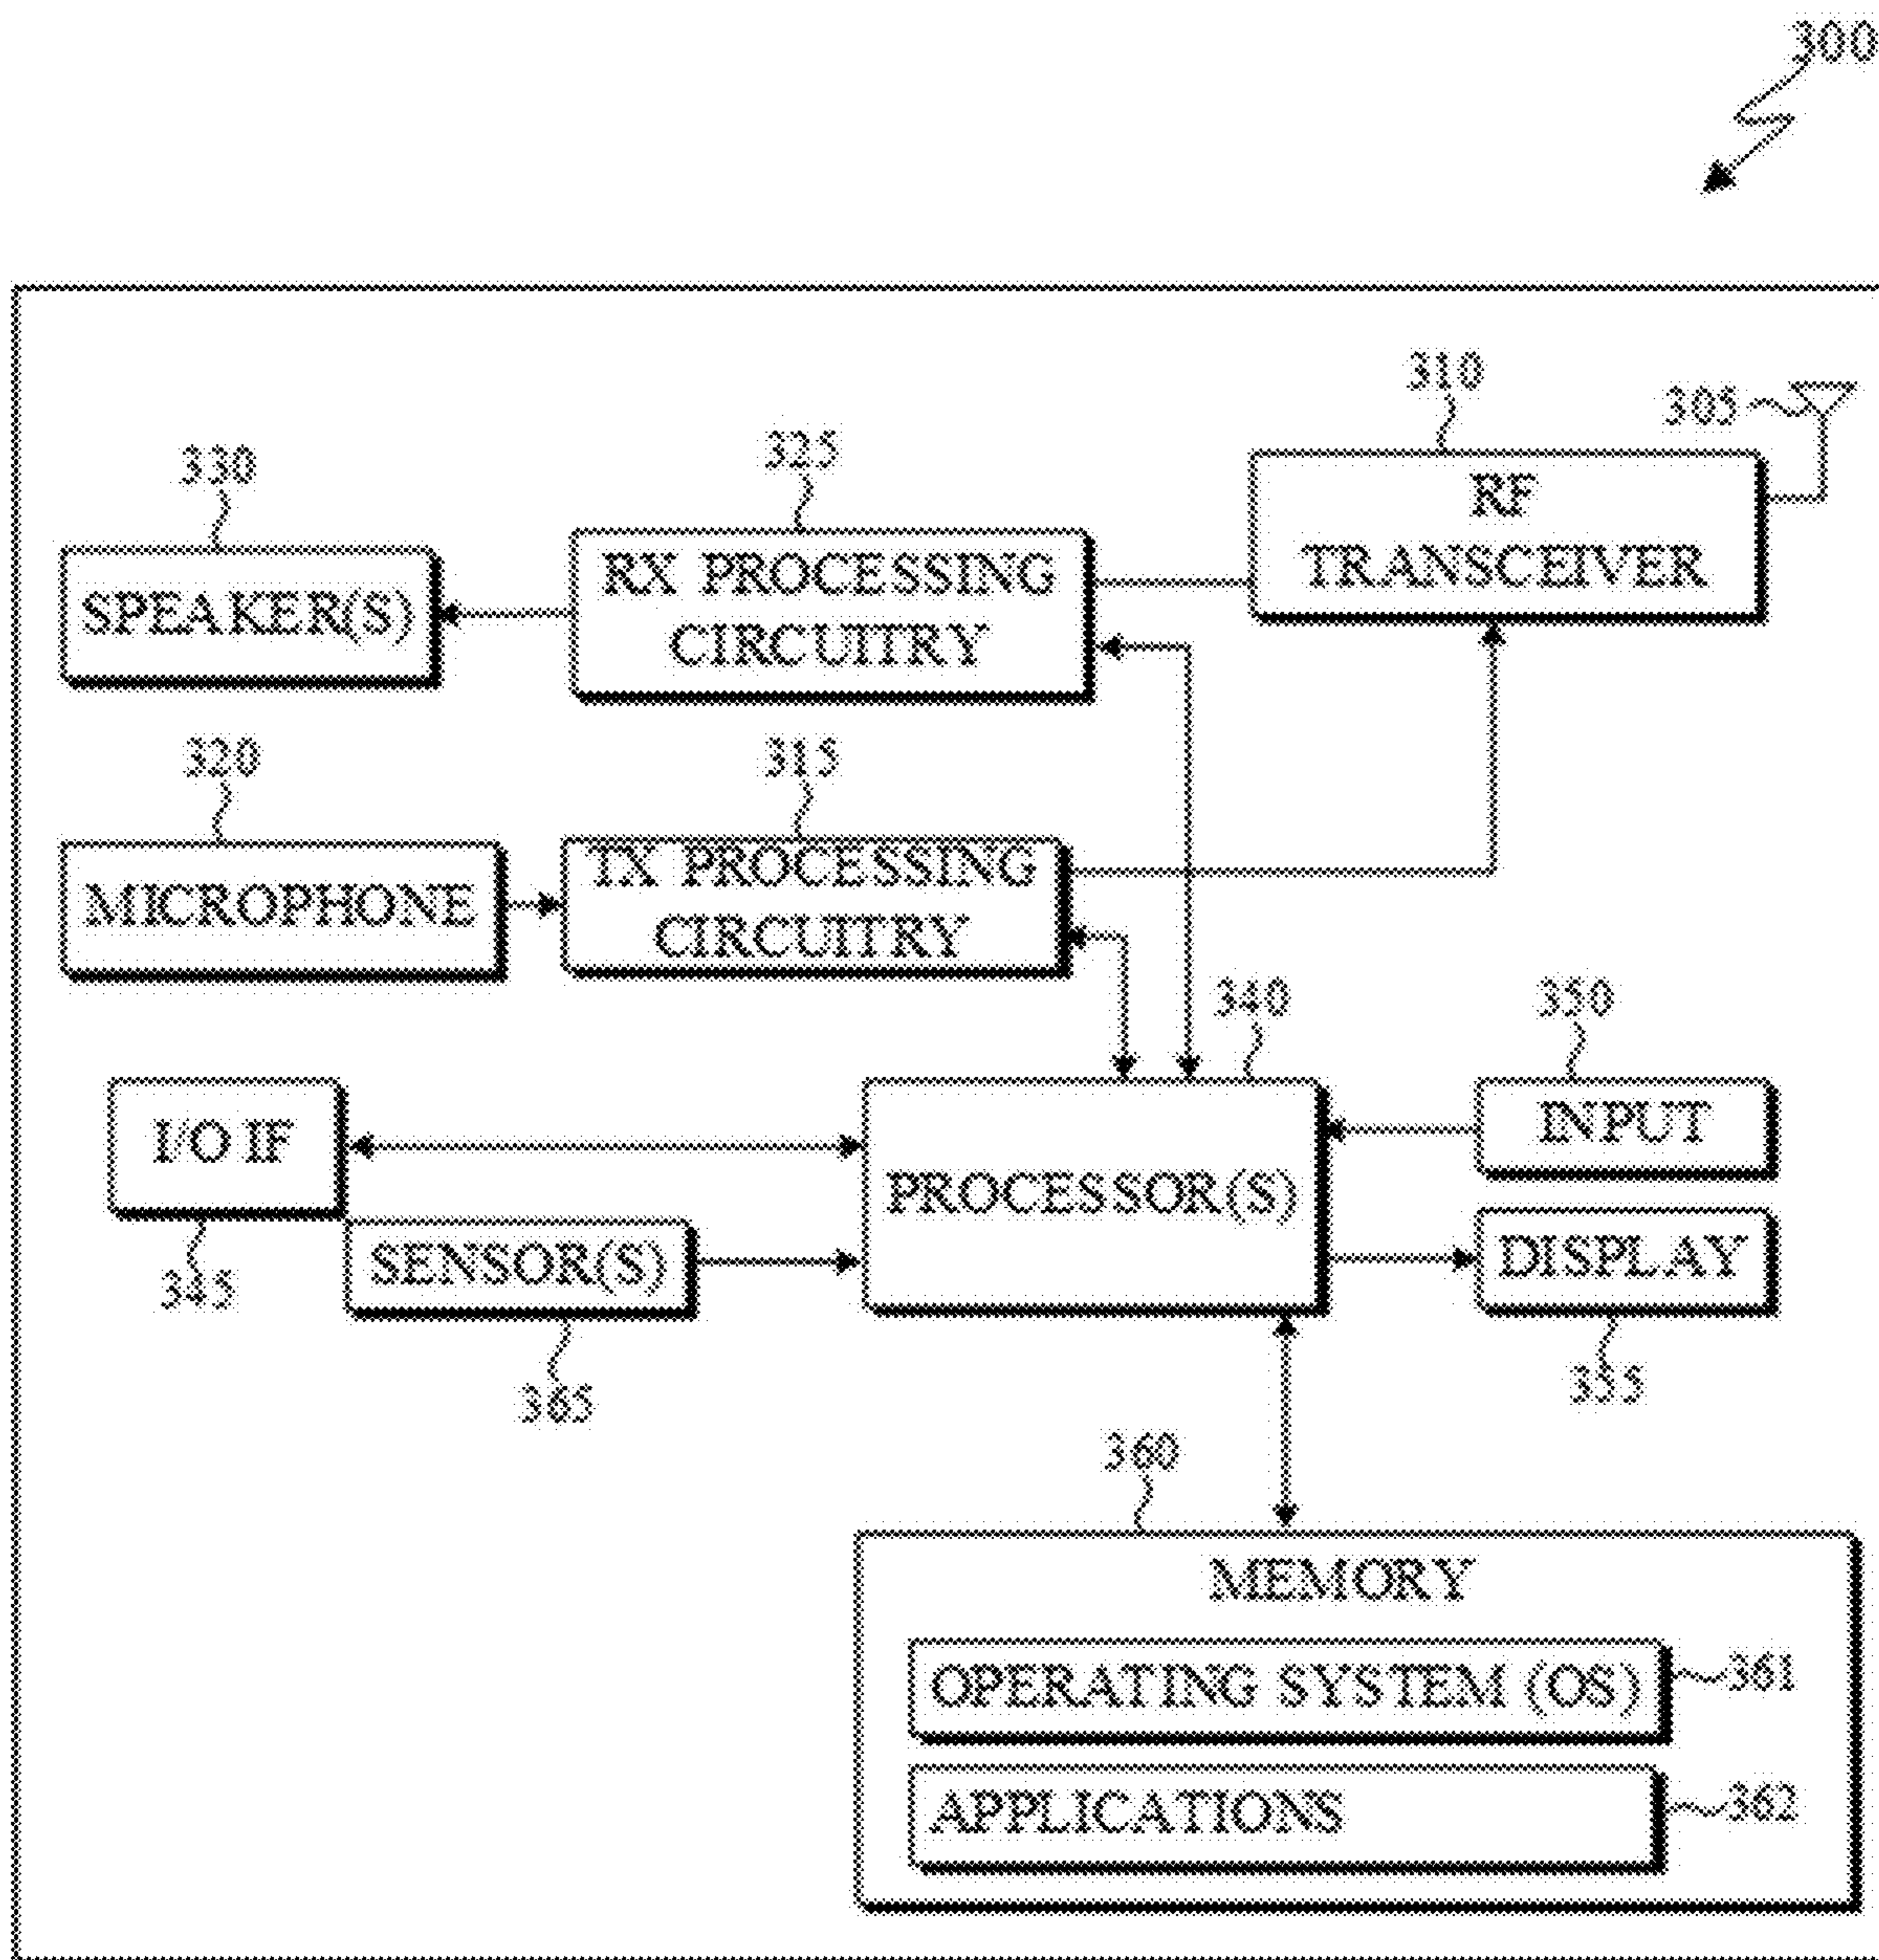 300
310
305
325
330
RF
TRANSCEIVER
RX PROCESSING
CIRCUITRY
SPEAKER(S)
320
315
MICROPHONE
TX PROCESSING
CIRCUITRY
340
350
I/O IF
INPUT
PROCESSOR(S)
SENSOR(S)
DISPLAY
345
365
355
360
MEMORY
OPERATING SYSTEM (OS)
361
APPLICATIONS
362